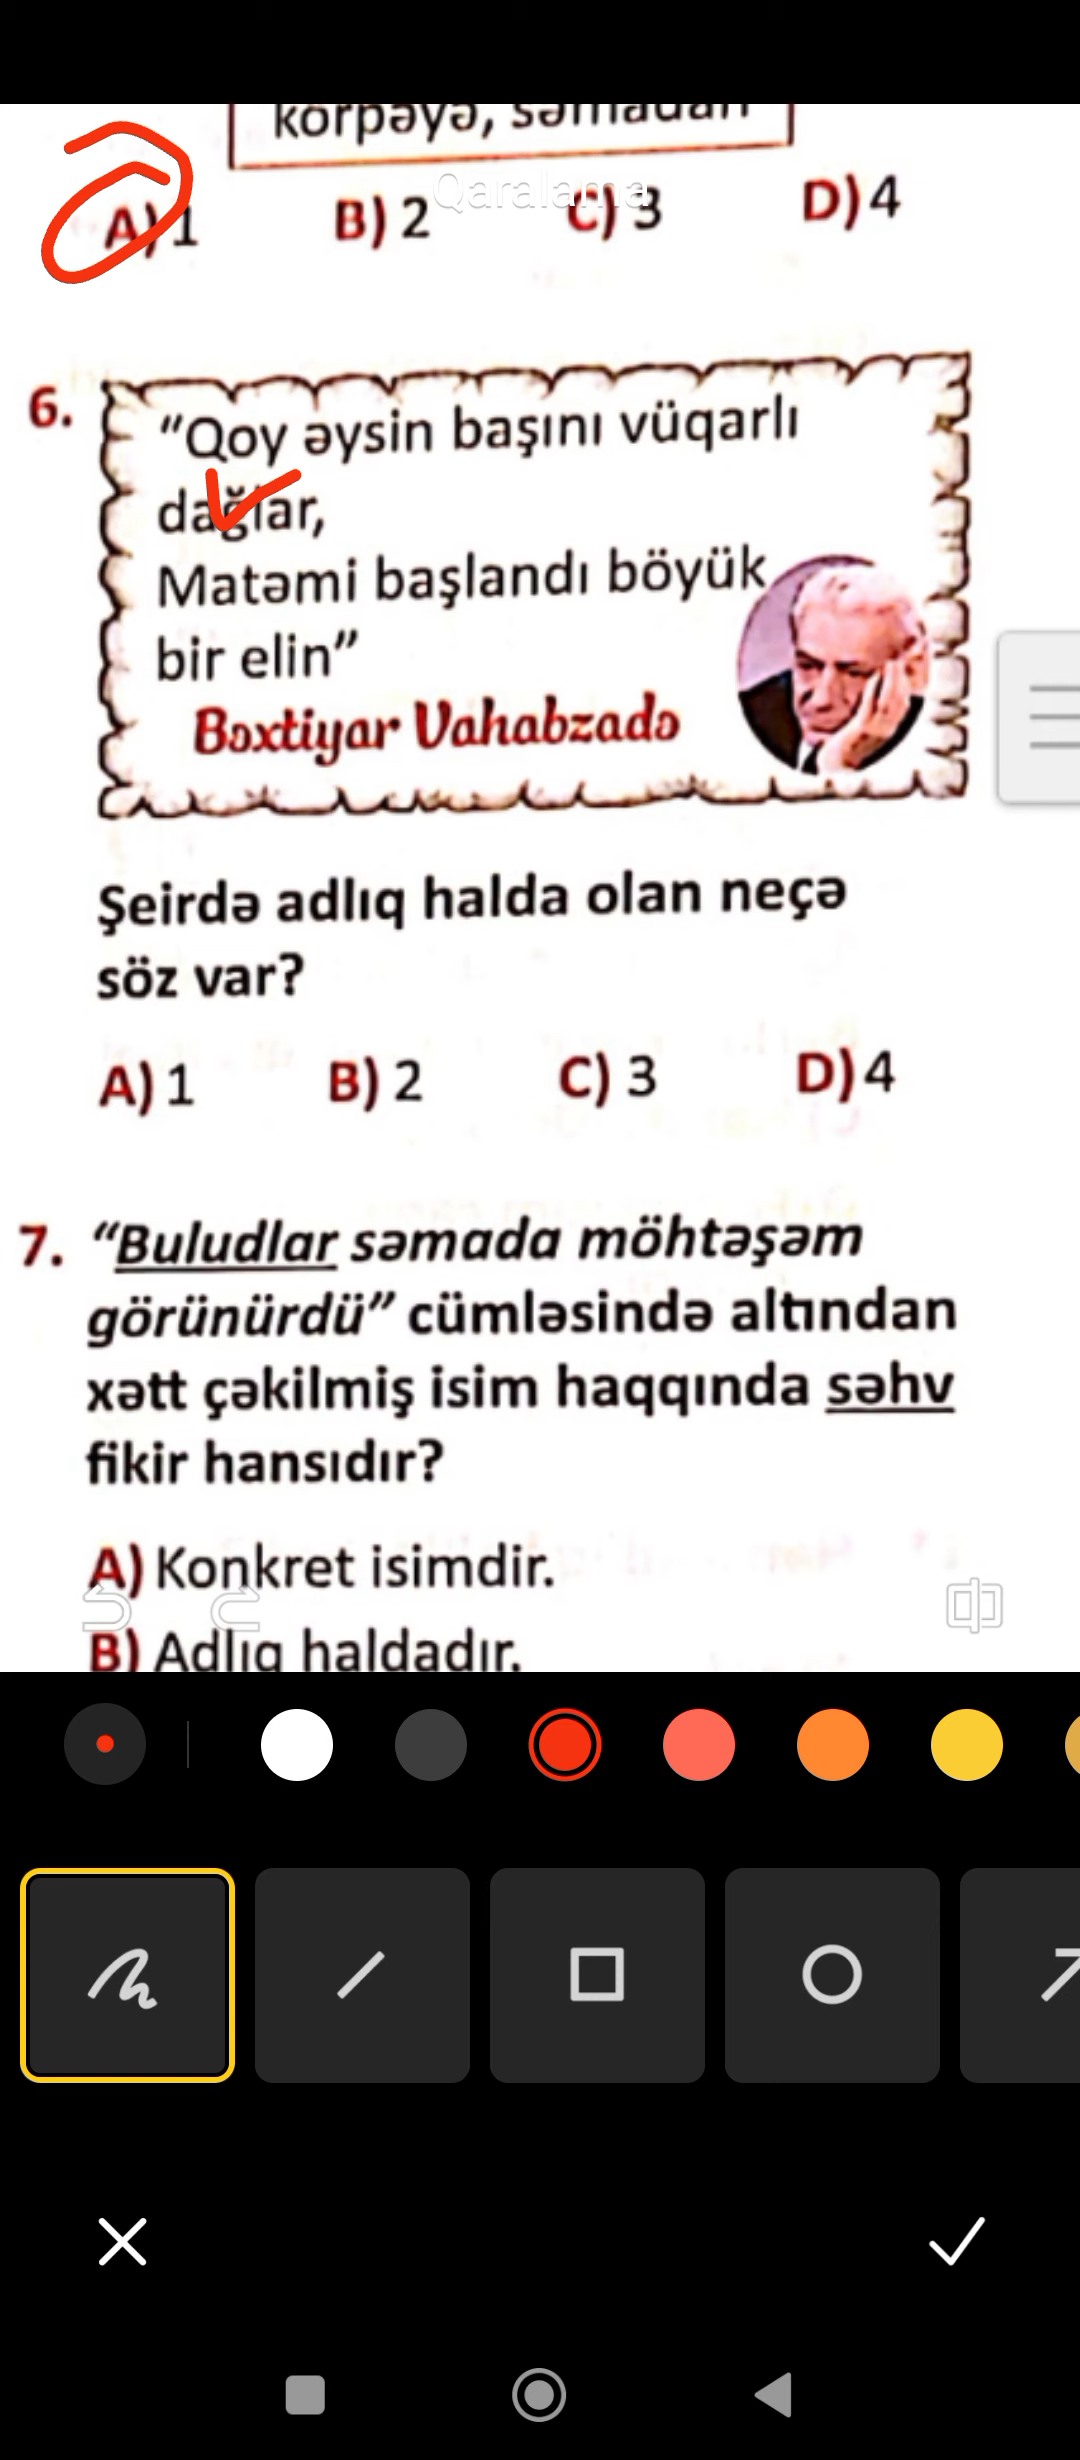 körpəyə, səmadan
Qaralama
A) 1 B) 2 C) 3 D) 4
6. “Qoy əysin başını vüqarlı
dağlar,
Matəmi başlandı böyük
bir elin”
Bəxtiyar Vahabzadə
Şeirdə adlıq halda olan neçə
söz var?
A) 1 B) 2 C) 3 D) 4
7. “Buludlar səmada möhtəşəm
görünürdü” cümləsində altından
xətt çəkilmiş isim haqqında səhv
fikir hansıdır?
A) Konkret isimdir.
B) Adlıq haldadır.